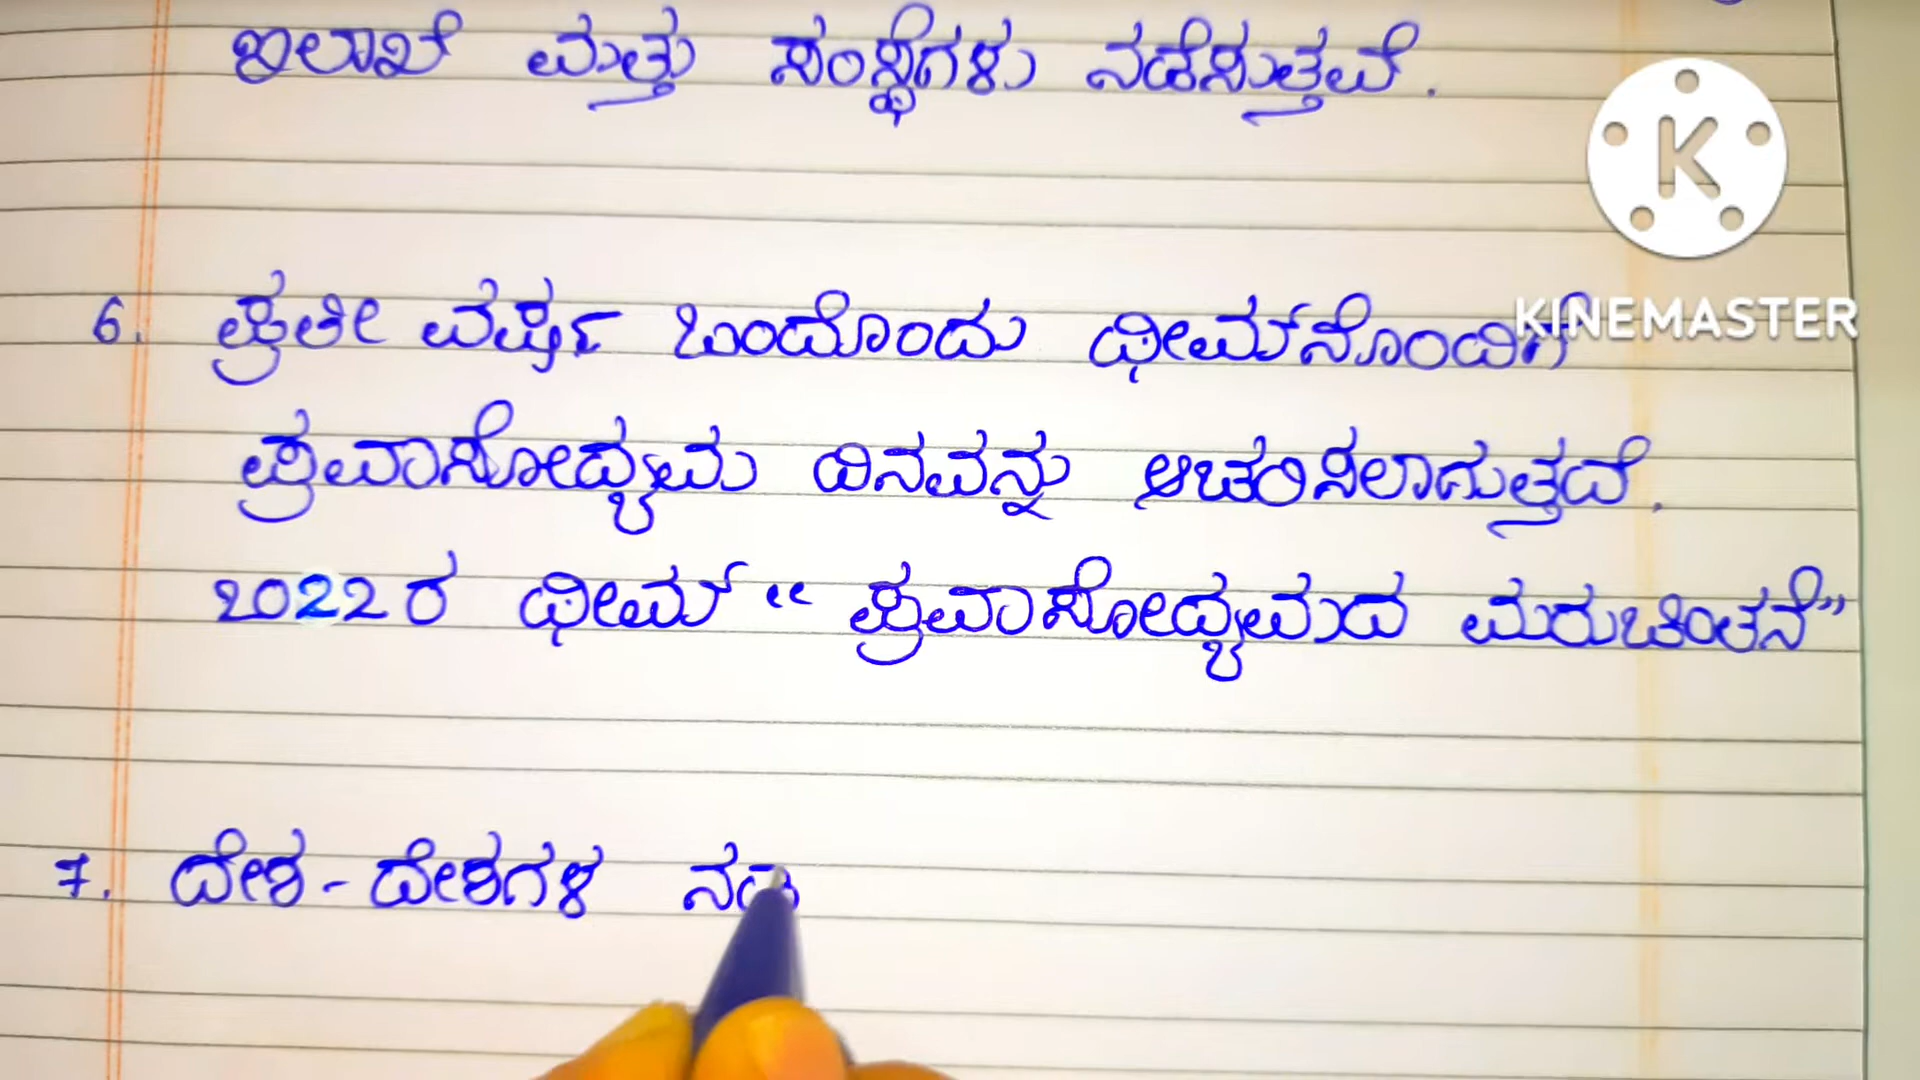 ಇಲಾಖೆ ಮತ್ತು ಸಂಸ್ಥೆಗಳು ನಡೆಸುತ್ತವೆ.
6. ಪ್ರತೀ ವರ್ಷ ಒಂದೊಂದು ಥೀಮ್‌ನೊಂದಿಗೆ
ಪ್ರವಾಸೋದ್ಯಮ ದಿನವನ್ನು ಆಚರಿಸಲಾಗುತ್ತದೆ.
2022ರ ಥೀಮ್ "ಪ್ರವಾಸೋದ್ಯಮದ ಮರುಚಿಂತನೆ"
7. ದೇಶ-ದೇಶಗಳ
K
KINEMASTER